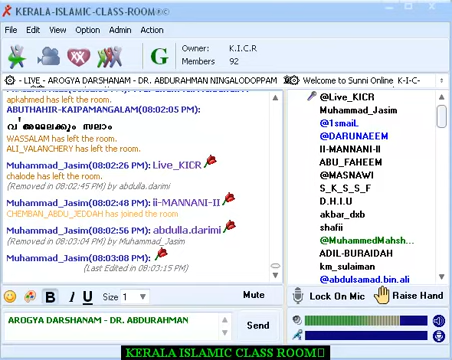 KERALA-ISLAMIC-CLASS-ROOM®©
File Edit View Option Admin Action
G
Owner: K.I.C.R
Members 92
- LIVE - AROGYA DARSHANAM - DR. ABDURAHMAN NINGALODOPPAM
Welcome to Sunni Online K-I-C-
apkahmed has left the room.
ABUTHAHIR-KAIPAMANGALAM(08:02:05 PM):
വ' അമ്മലക്കും സലാം
WASSALAM has left the room.
ALI_VALANCHERY has left the room.
Muhammad_Jasim(08:02:26 PM): Live_KICR
chalode has left the room.
(Removed in 08:02:45 PM) by abdulla.darimi
Muhammad_Jasim(08:02:48 PM): ii-MANNANI-II
CHEMBAN_ABDU_JEDDAH has joined the room
Muhammad_Jasim(08:02:56 PM): abdulla.darimi
(Removed in 08:03:04 PM) by Muhammad_Jasim
Muhammad_Jasim(08:03:08 PM):
(Last Edited in 08:03:15 PM)
@Live_KICR
Muhammad_Jasim
@1smaiL
@DARUNAEEM
II-MANNANI-II
ABU_FAHEEM
@MASNAWI
S_K_S_S_F
D.H.I.U
akbar_dxb
shafii
@MuhammedMahsh...
ADIL-BURAIDAH
km_sulaiman
@abdulsamad.bin.ali
B I U Size 1 Mute
Lock On Mic Raise Hand
AROGYA DARSHANAM - DR. ABDURAHMAN
Send
KERALA ISLAMIC CLASS ROOM